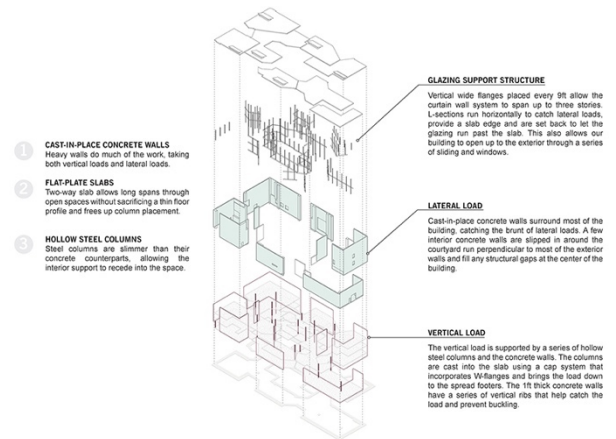 1
CAST-IN-PLACE CONCRETE WALLS
Heavy walls do much of the work, taking
both vertical loads and lateral loads.
2
FLAT-PLATE SLABS
Two-way slab allows long spans through
open spaces without sacrificing a thin floor
profile and frees up column placement.
3
HOLLOW STEEL COLUMNS
Steel columns are slimmer than their
concrete counterparts, allowing the
interior support to recede into the space.
GLAZING SUPPORT STRUCTURE
Vertical wide flanges placed every 9ft allow the
curtain wall system to span up to three stories.
L-sections run horizontally to catch lateral loads,
provide a slab edge and are set back to let the
glazing run past the slab. This also allows our
building to open up to the exterior through a series
of sliding and windows.
LATERAL LOAD
Cast-in-place concrete walls surround most of the
building, catching the brunt of lateral loads. A few
interior concrete walls are slipped in around the
courtyard run perpendicular to most of the exterior
walls and fill any structural gaps at the center of the
building.
VERTICAL LOAD
The vertical load is supported by a series of hollow
steel columns and the concrete walls. The columns
are cast into the slab using a cap system that
incorporates W-flanges and brings the load down
to the spread footers. The 1ft thick concrete walls
have a series of vertical ribs that help catch the
load and prevent buckling.